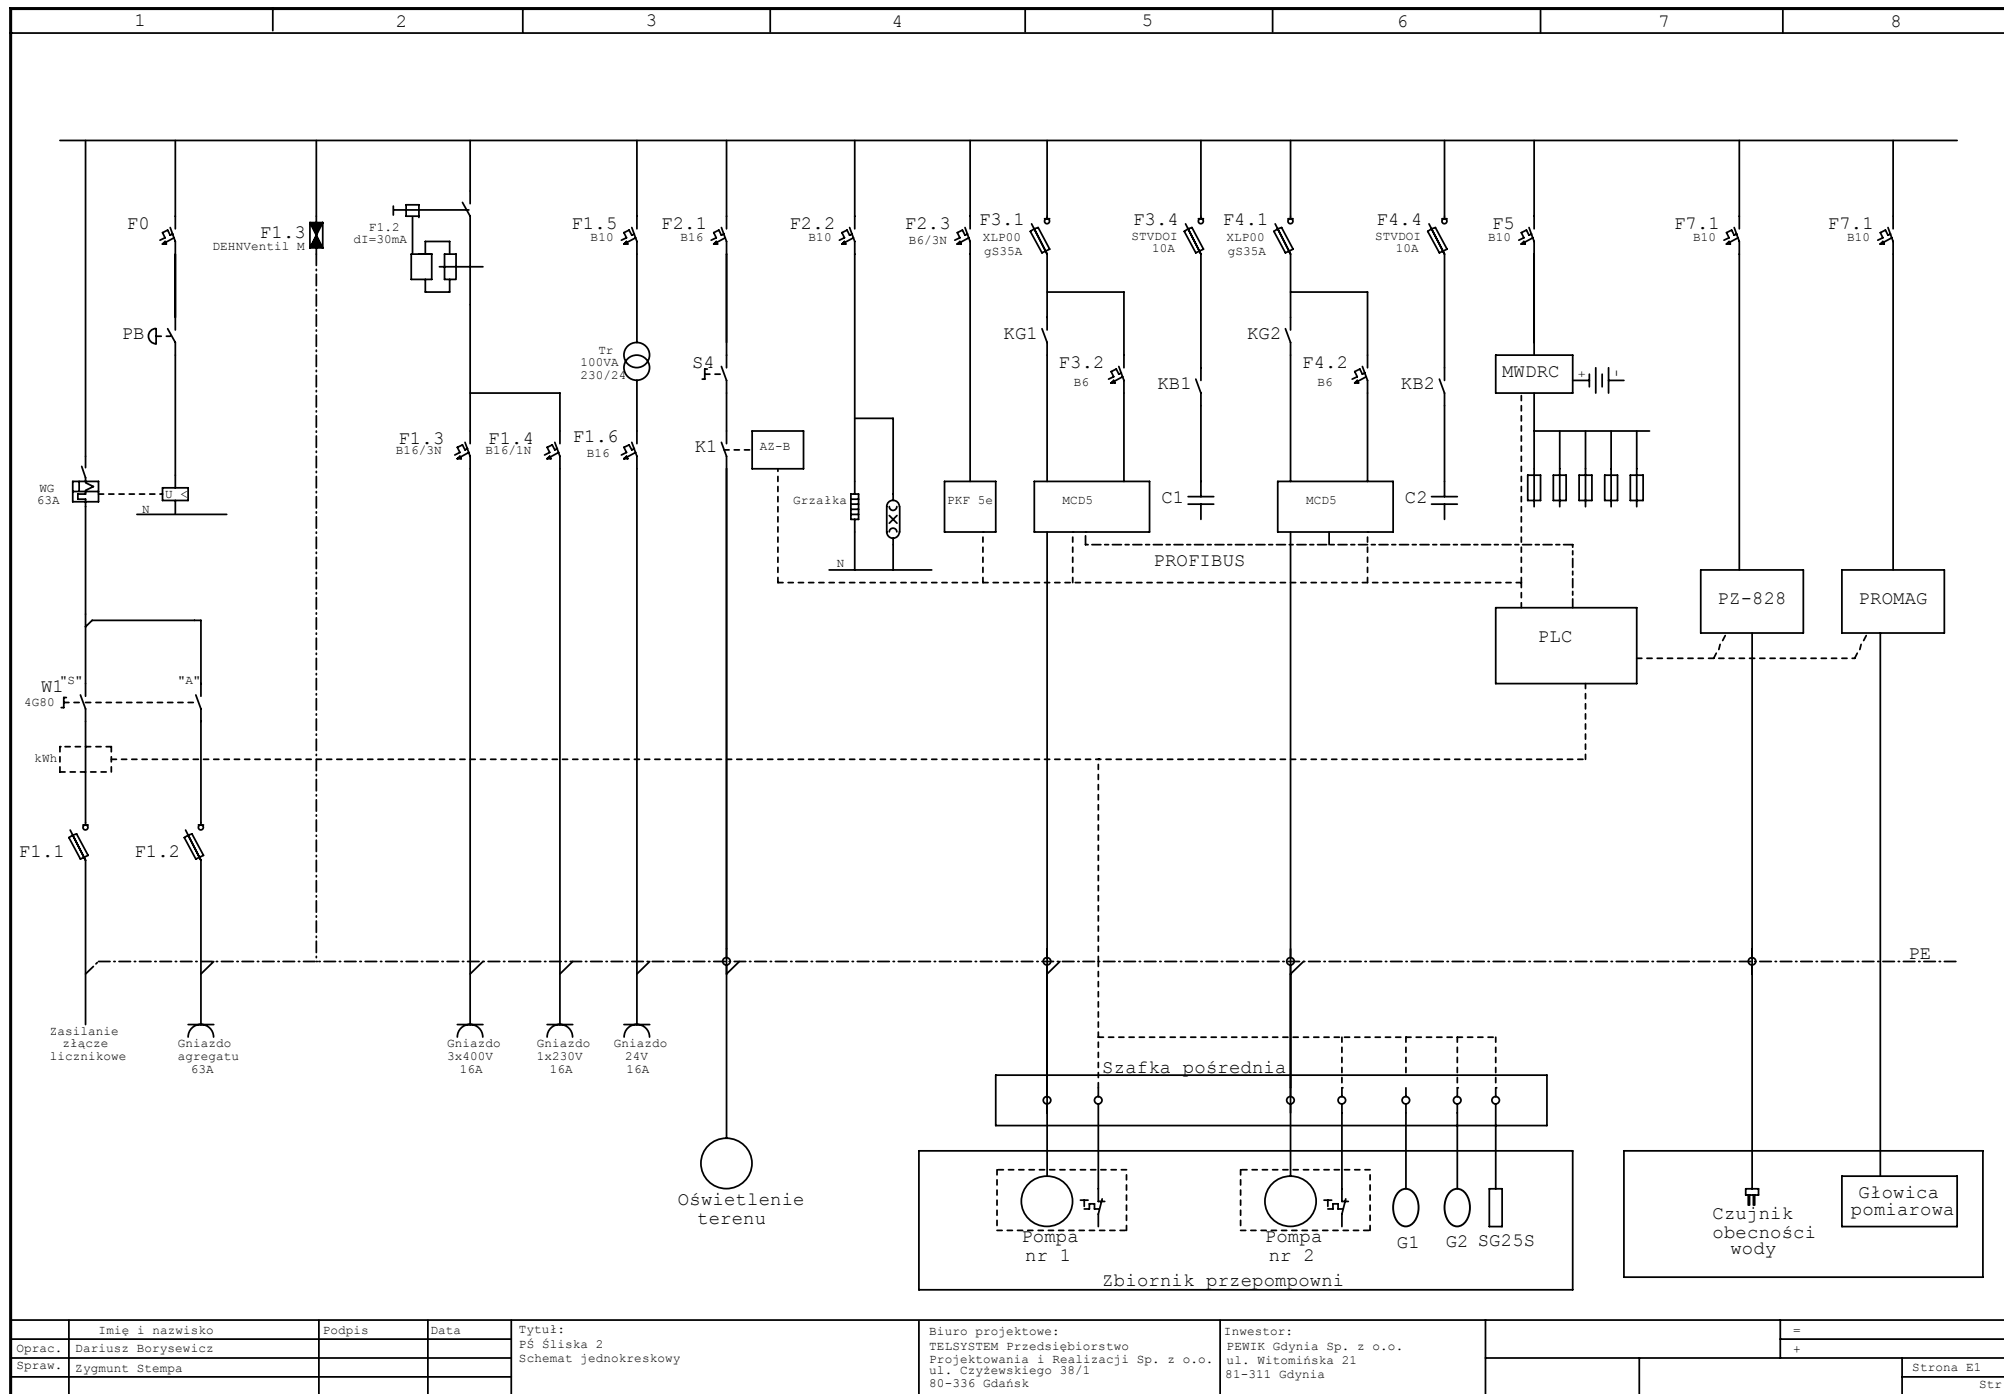 1 2 3 4 5 6 7 8
F0
F1.3
DEHNVentil M
F1.2
dI=30mA
F1.5
B10
F2.1
B16
F2.2
B10
F2.3
B6/3N
F3.1
XLP00
gS35A
F3.4
STVDOI
10A
F4.1
XLP00
gS35A
F4.4
STVDOI
10A
F5
B10
F7.1
B10
F7.1
B10
PB
Tr
100VA
230/24
S4
KG1
F3.2
B6
KB1
KG2
F4.2
B6
KB2
MWDRC
+ -
F1.3
B16/3N
F1.4
B16/1N
F1.6
B16
K1
AZ-B
WG
63A
U <
N
Grzałka
N
PKF 5e
MCD5
C1
MCD5
C2
PROFIBUS
PLC
PZ-828
PROMAG
W1
"S"
"A"
4G80
kWh
F1.1
F1.2
PE
Zasilanie
złącze
licznikowe
Gniazdo
agregatu
63A
Gniazdo
3x400V
16A
Gniazdo
1x230V
16A
Gniazdo
24V
16A
Szafka pośrednia
Oświetlenie
terenu
Pompa
nr 1
Pompa
nr 2
G1
G2
SG25S
Zbiornik przepompowni
Czujnik
obecności
wody
Głowica
pomiarowa
Imię i nazwisko
Podpis
Data
Oprac.
Dariusz Borysewicz
Spraw.
Zygmunt Stempa
Tytuł:
PŚ Śliska 2
Schemat jednokreskowy
Biuro projektowe:
TELSYSTEM Przedsiębiorstwo
Projektowania i Realizacji Sp. z o.o.
ul. Czyżewskiego 38/1
80-336 Gdańsk
Inwestor:
PEWIK Gdynia Sp. z o.o.
ul. Witomińska 21
81-311 Gdynia
=
+
Strona E1
Str